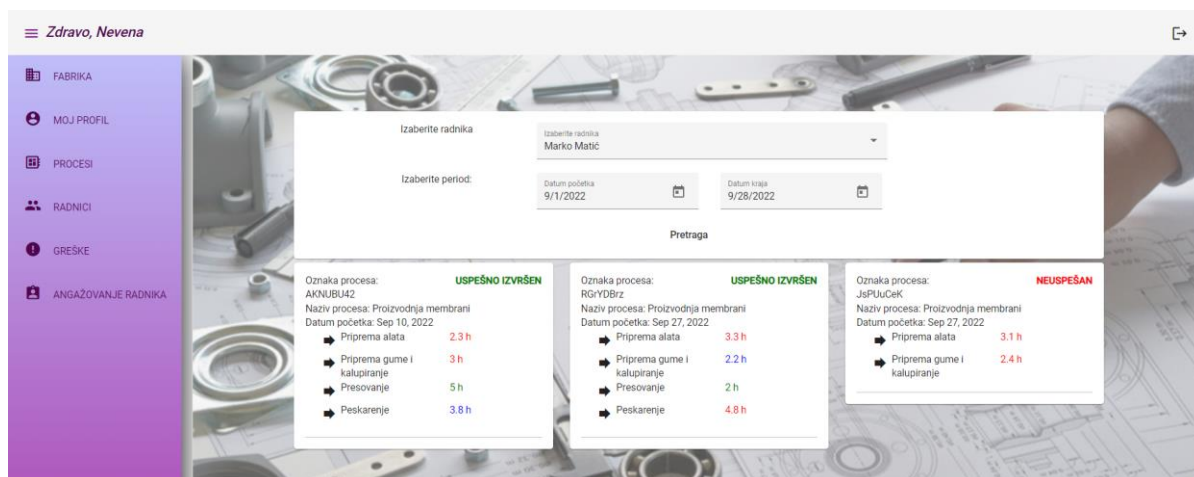 Zdravo, Nevena
FABRIKA
MOJ PROFIL
PROCESI
RADNICI
GREŠKE
ANGAŽOVANJE RADNIKA
Izaberite radnika
Izaberite radnika
Marko Matić
Izaberite period:
Datum početka
9/1/2022
Datum kraja
9/28/2022
Pretraga
Oznaka procesa: USPEŠNO IZVRŠEN
AKNUBU42
Naziv procesa: Proizvodnja membrani
Datum početka: Sep 10, 2022
Priprema alata 2.3 h
Priprema gume i 3 h
kalupiranje
Presovanje 5 h
Peskarenje 3.8 h
Oznaka procesa: USPEŠNO IZVRŠEN
RGrYDBrz
Naziv procesa: Proizvodnja membrani
Datum početka: Sep 27, 2022
Priprema alata 3.3 h
Priprema gume i 2.2 h
kalupiranje
Presovanje 2 h
Peskarenje 4.8 h
Oznaka procesa: NEUSPEŠAN
JsPUuCeK
Naziv procesa: Proizvodnja membrani
Datum početka: Sep 27, 2022
Priprema alata 3.1 h
Priprema gume i 2.4 h
kalupiranje